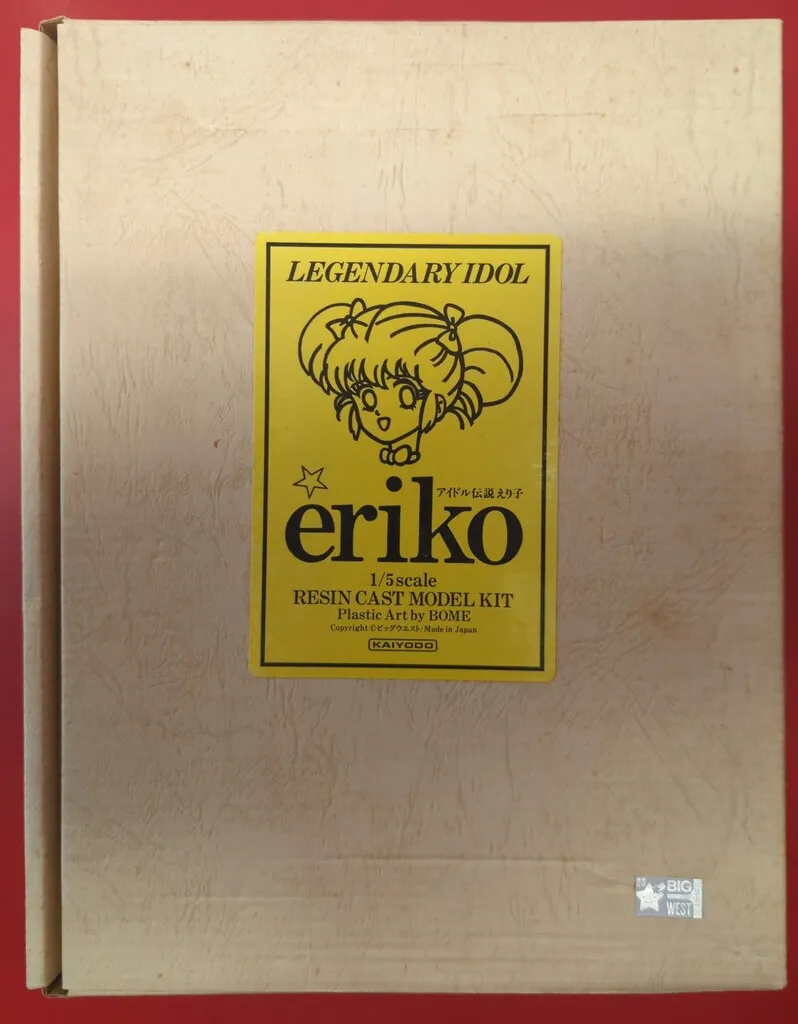 LEGENDARY IDOL
アイドル伝説えり子
eriko
1/5scale
RESIN CAST MODEL KIT
Plastic Art by BOME
Copyright ©ビッグウエスト/Made in Japan
KAIYODO
BIG
WEST